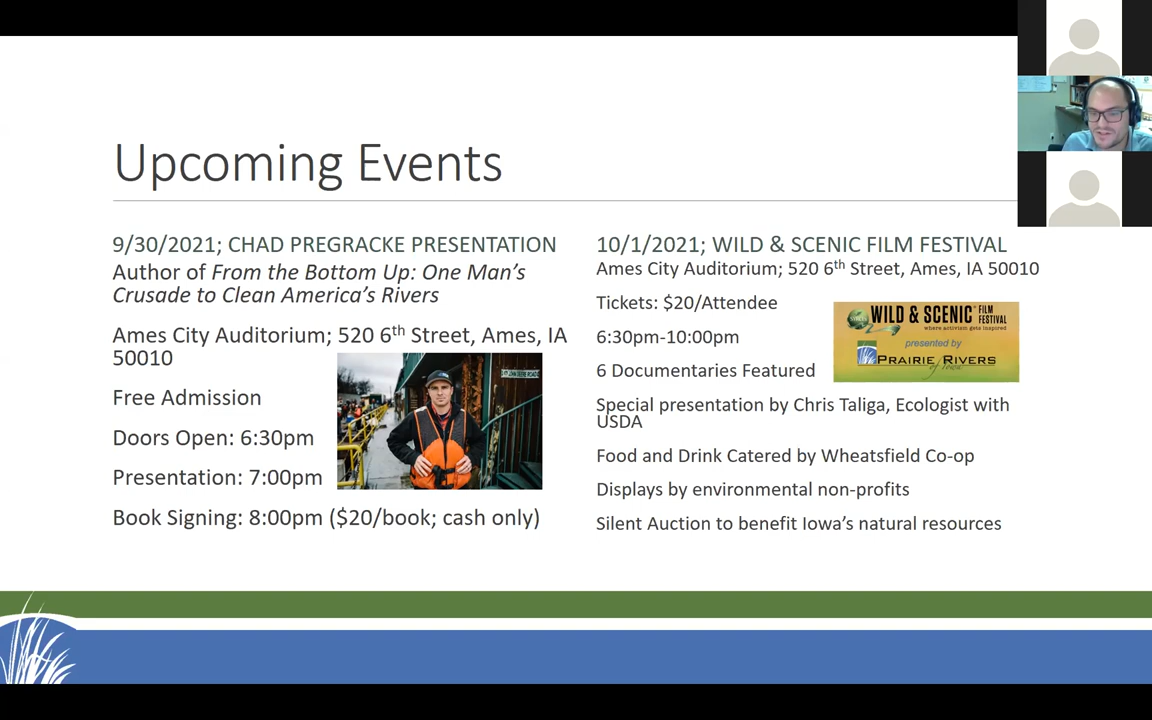 Upcoming Events
9/30/2021; CHAD PREGRACKE PRESENTATION
Author of From the Bottom Up: One Man’s
Crusade to Clean America’s Rivers
Ames City Auditorium; 520 6th Street, Ames, IA
50010
Free Admission
Doors Open: 6:30pm
Presentation: 7:00pm
Book Signing: 8:00pm ($20/book; cash only)
10/1/2021; WILD & SCENIC FILM FESTIVAL
Ames City Auditorium; 520 6th Street, Ames, IA 50010
Tickets: $20/Attendee
6:30pm-10:00pm
6 Documentaries Featured
Special presentation by Chris Taliga, Ecologist with
USDA
Food and Drink Catered by Wheatsfield Co-op
Displays by environmental non-profits
Silent Auction to benefit Iowa’s natural resources
WILD & SCENIC FILM FESTIVAL
where activism gets inspired
presented by
PRAIRIE RIVERS
of Iowa